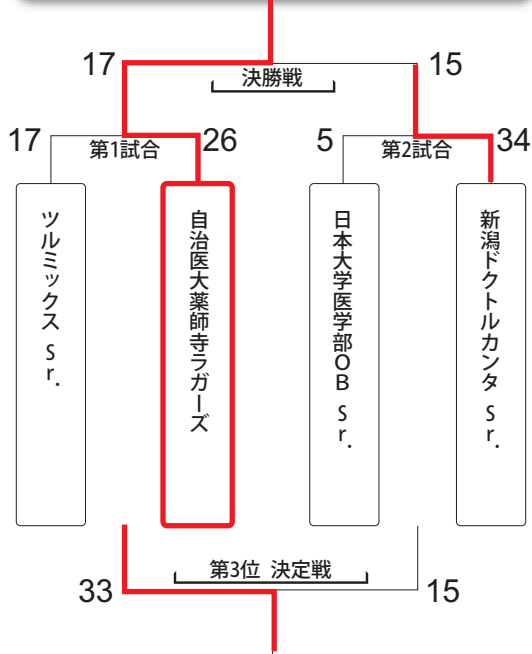 17
15
決勝戦
17
第1試合
26
5
第2試合
34
ツルミックス Sr.
自治医大薬師寺ラガーズ
日本大学医学部OB Sr.
新潟ドクトルカンタ Sr.
第3位 決定戦
33
15